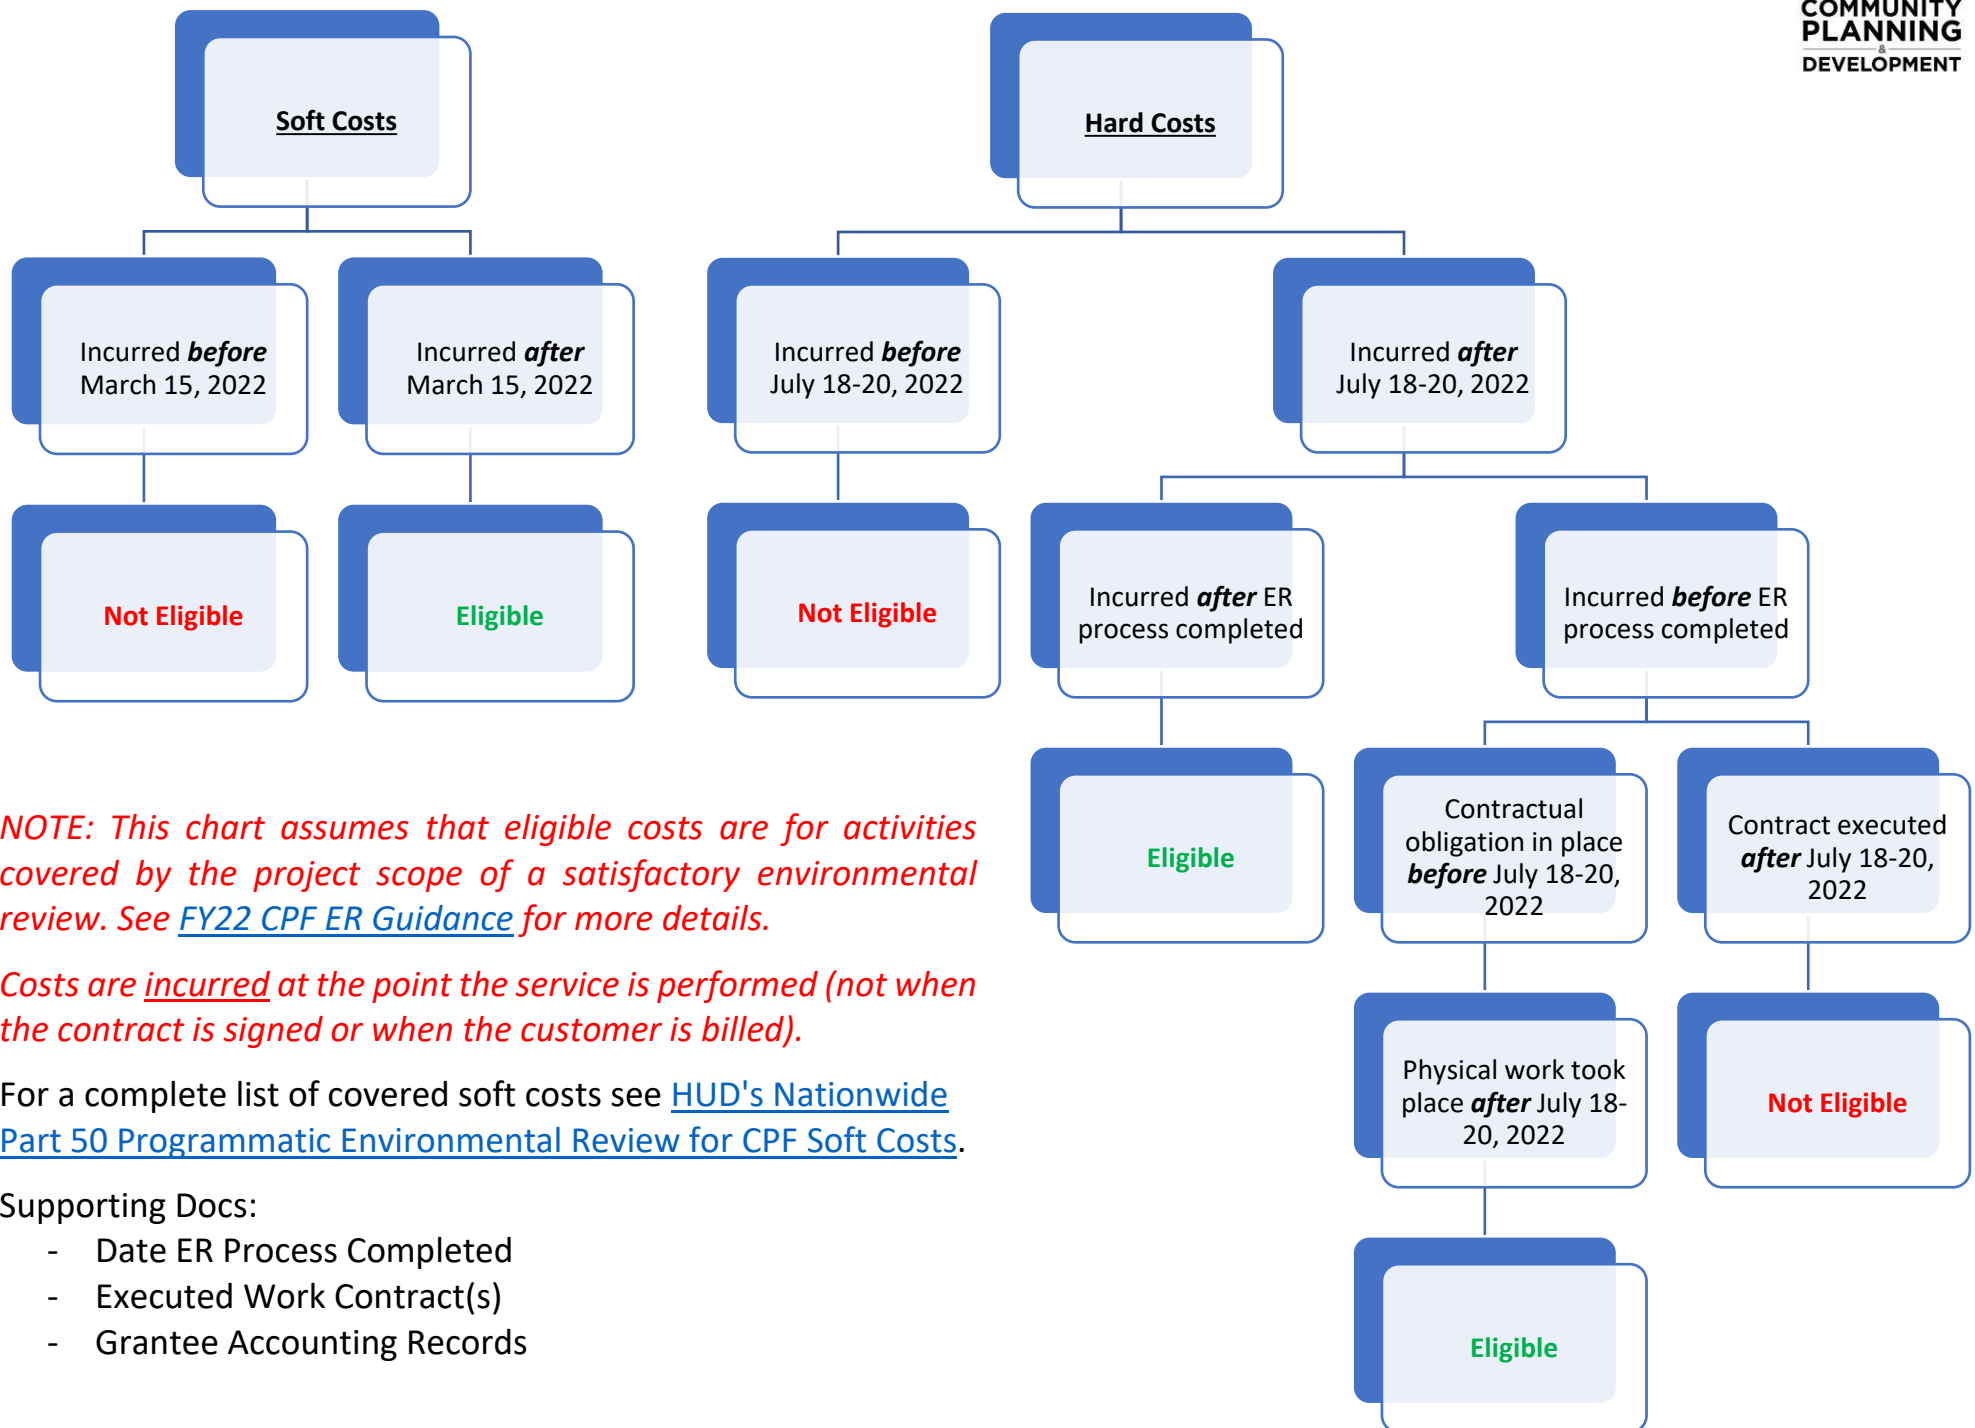 COMMUNITY
PLANNING
&
DEVELOPMENT
Soft Costs
Hard Costs
Incurred before
March 15, 2022
Incurred after
March 15, 2022
Incurred before
July 18-20, 2022
Incurred after
July 18-20, 2022
Not Eligible
Eligible
Not Eligible
Incurred after ER
process completed
Incurred before ER
process completed
Eligible
Contractual
obligation in place
before July 18-20,
2022
Contract executed
after July 18-20,
2022
Physical work took
place after July 18-
20, 2022
Not Eligible
Eligible
NOTE: This chart assumes that eligible costs are for activities
covered by the project scope of a satisfactory environmental
review. See FY22 CPF ER Guidance for more details.
Costs are incurred at the point the service is performed (not when
the contract is signed or when the customer is billed).
For a complete list of covered soft costs see HUD's Nationwide
Part 50 Programmatic Environmental Review for CPF Soft Costs.
Supporting Docs:
- Date ER Process Completed
- Executed Work Contract(s)
- Grantee Accounting Records